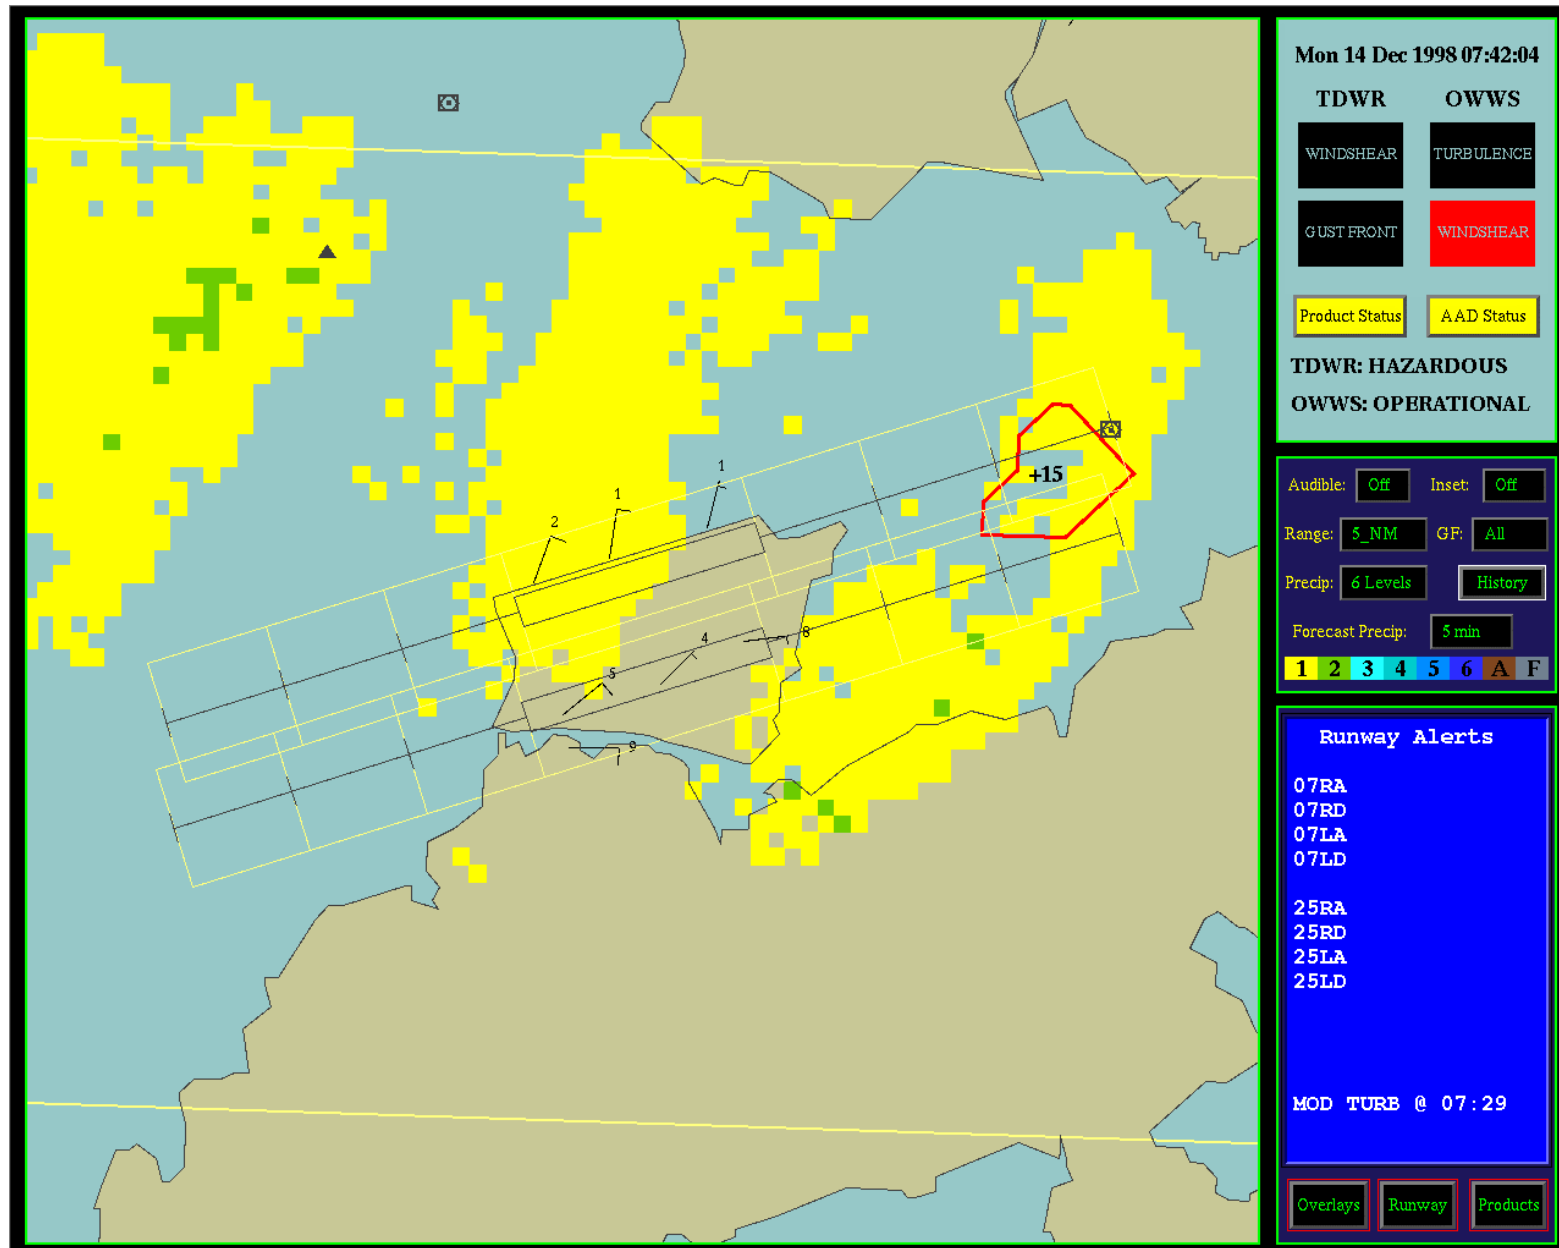 Mon 14 Dec 1998 07:42:04
TDWR OWWS
WINDSHEAR TURBULENCE
GUST FRONT WINDSHEAR
Product Status AAD Status
TDWR: HAZARDOUS
OWWS: OPERATIONAL
Audible: Off Inset: Off
Range: 5_NM GF: All
Precip: 6 Levels History
Forecast Precip: 5 min
1 2 3 4 5 6 A F
Runway Alerts
07RA
07RD
07LA
07LD
25RA
25RD
25LA
25LD
MOD TURB @ 07:29
Overlays Runway Products
+15
1
1
2
4
8
5
9